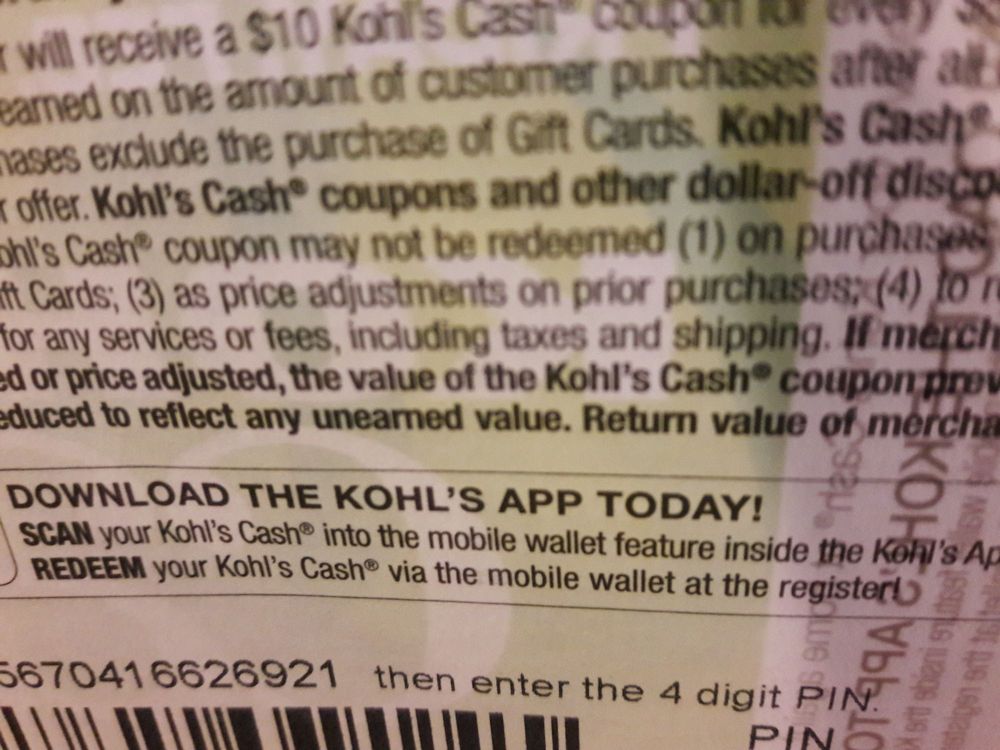 r will receive a $10 Kohl's Cash® coupon for every
earned on the amount of customer purchases after all
hases exclude the purchase of Gift Cards. Kohl's Cash®
r offer. Kohl's Cash® coupons and other dollar-off disco
ohl's Cash® coupon may not be redeemed (1) on purchases
ift Cards; (3) as price adjustments on prior purchases; (4) to r
for any services or fees, including taxes and shipping. If merch
ed or price adjusted, the value of the Kohl's Cash® coupon prev
educed to reflect any unearned value. Return value of mercha
DOWNLOAD THE KOHL'S APP TODAY!
SCAN your Kohl's Cash® into the mobile wallet feature inside the Kohl's Ap
REDEEM your Kohl's Cash® via the mobile wallet at the register!
5670416626921 then enter the 4 digit PIN.
PIN